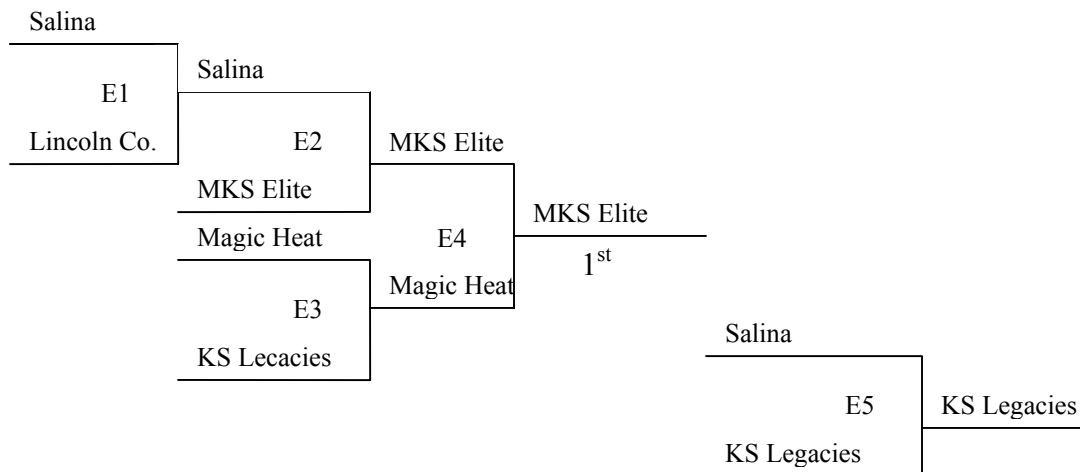 Salina
Salina
E1
Lincoln Co.
E2
MKS Elite
MKS Elite
MKS Elite
Magic Heat
E4
1st
Magic Heat
E3
KS Lecacies
Salina
E5
KS Legacies
KS Legacies